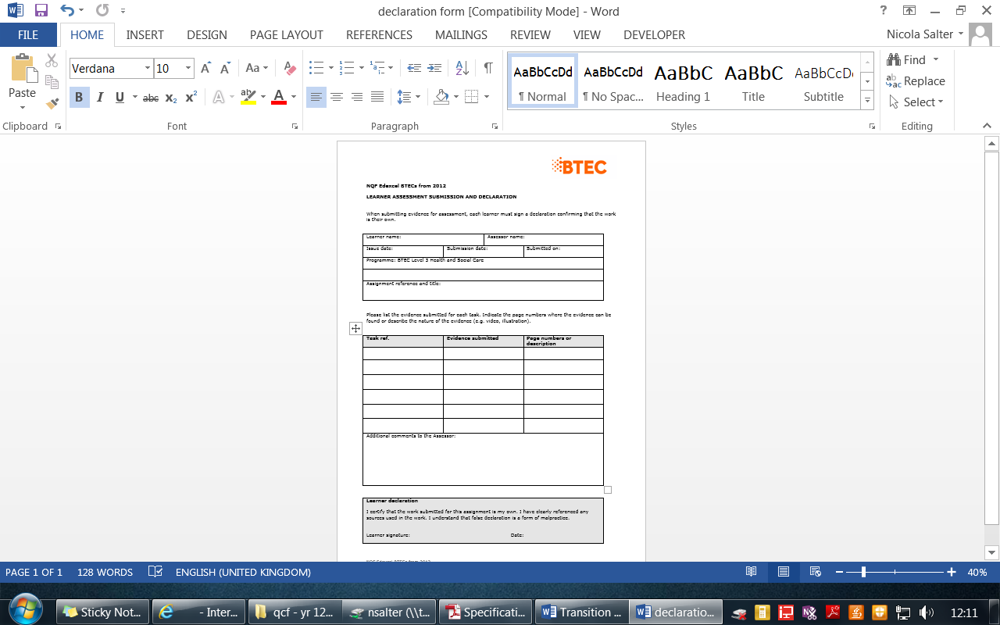 declaration form [Compatibility Mode] - Word
FILE HOME INSERT DESIGN PAGE LAYOUT REFERENCES MAILINGS REVIEW VIEW DEVELOPER Nicola Salter
Verdana 10
Paste
AaBbCcDd AaBbCcDd AaBbC AaBbC AaBbCcD
¶ Normal ¶ No Spac... Heading 1 Title Subtitle
Find
Replace
Select
Clipboard Font Paragraph Styles Editing
BTEC
NQF Edexcel BTECs from 2012
LEARNER ASSESSMENT SUBMISSION AND DECLARATION
When submitting evidence for assessment, each learner must sign a declaration confirming that the work
is their own.
Learner name: Assessor name:
Issue date: Submission date: Submitted on:
Programme: BTEC Level 3 Health and Social Care
Assignment reference and title:
Please list the evidence submitted for each task. Indicate the page numbers where the evidence can be
found or describe the nature of the evidence (e.g. video, illustration).
Task ref. Evidence submitted Page numbers or
description
Additional comments to the Assessor:
Learner declaration
I certify that the work submitted for this assignment is my own. I have clearly referenced any
sources used in the work. I understand that false declaration is a form of malpractice.
Learner signature: Date:
NQF Edexcel BTECs from 2012
PAGE 1 OF 1 128 WORDS ENGLISH (UNITED KINGDOM) 40%
Sticky Not... - Inter... qcf - yr 12... nsalter (\\t... Specificati... Transition ... declaratio... 12:11